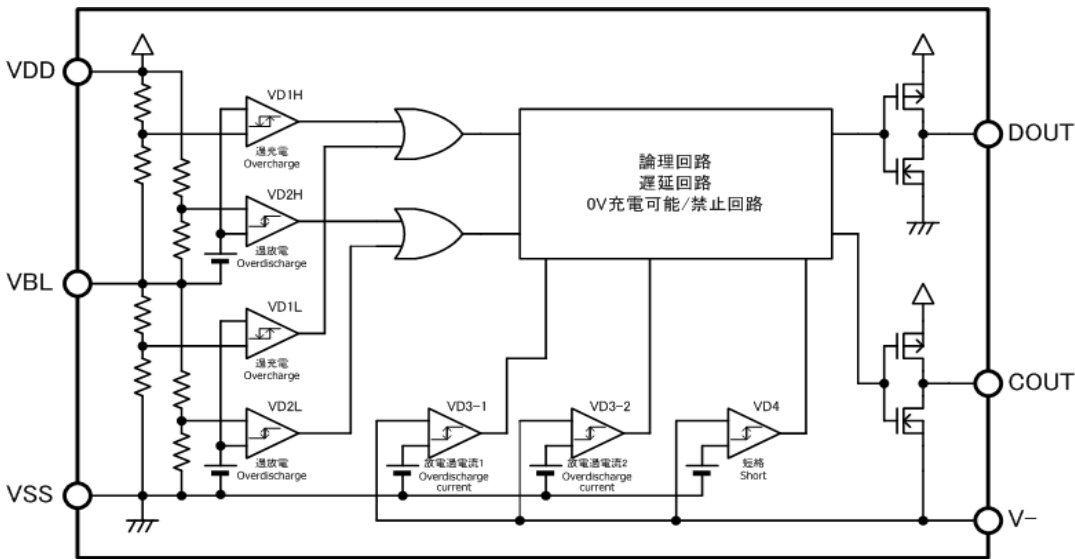 VDD
VBL
VSS
VD1H
過充電
Overcharge
VD2H
過放電
Overdischarge
VD1L
過充電
Overcharge
VD2L
過放電
Overdischarge
論理回路
遅延回路
0V充電可能/禁止回路
VD3-1
放電過電流1
Overdischarge
current
VD3-2
放電過電流2
Overdischarge
current
VD4
短絡
Short
DOUT
COUT
V-